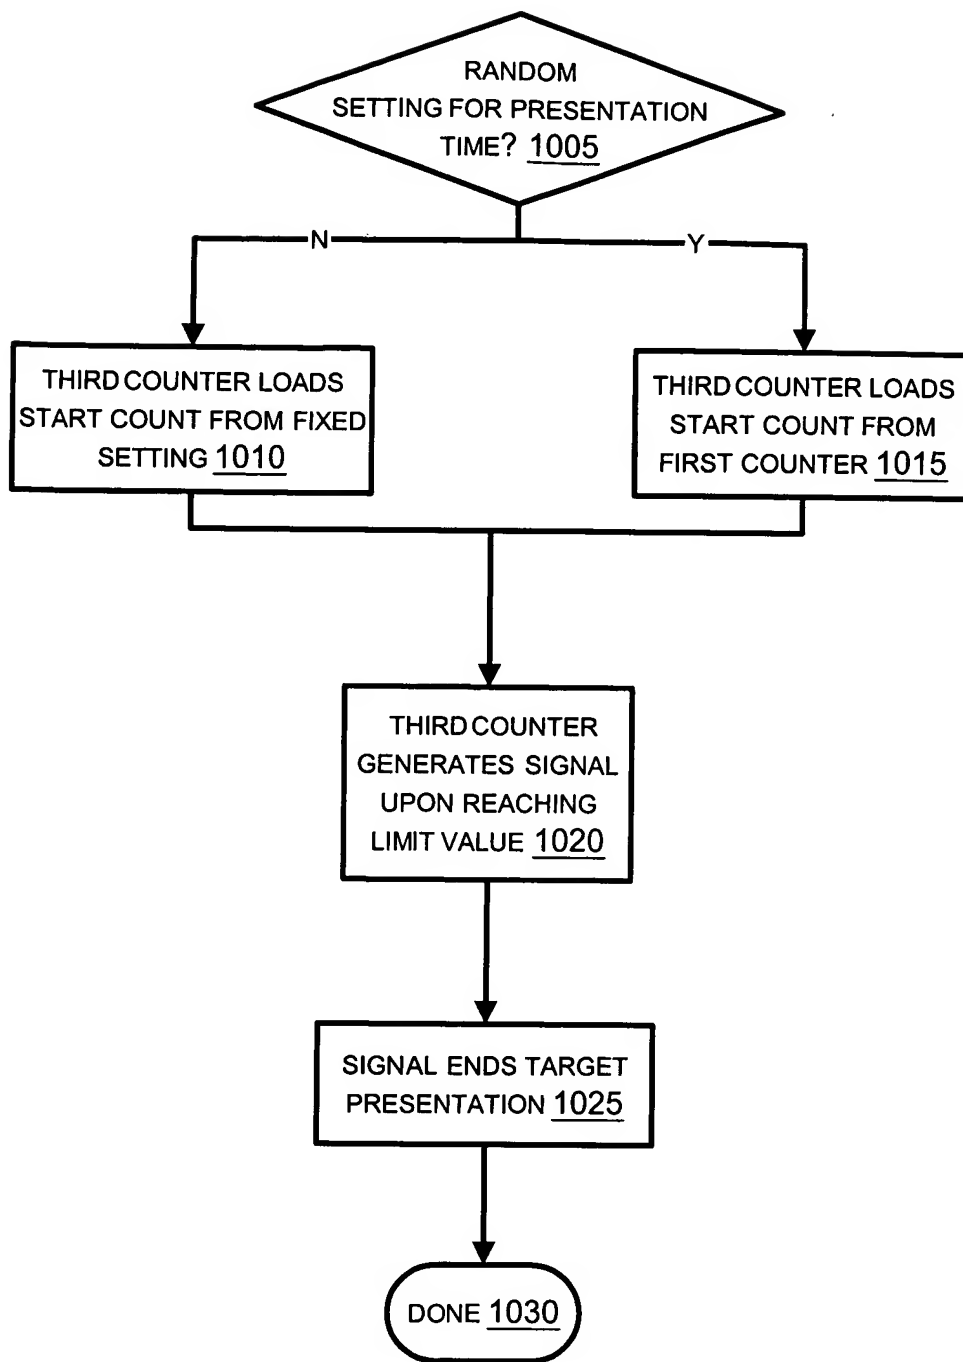 RANDOM
SETTING FOR PRESENTATION
TIME? 1005
N
Y
THIRD COUNTER LOADS
START COUNT FROM FIXED
SETTING 1010
THIRD COUNTER LOADS
START COUNT FROM
FIRST COUNTER 1015
THIRD COUNTER
GENERATES SIGNAL
UPON REACHING
LIMIT VALUE 1020
SIGNAL ENDS TARGET
PRESENTATION 1025
DONE 1030